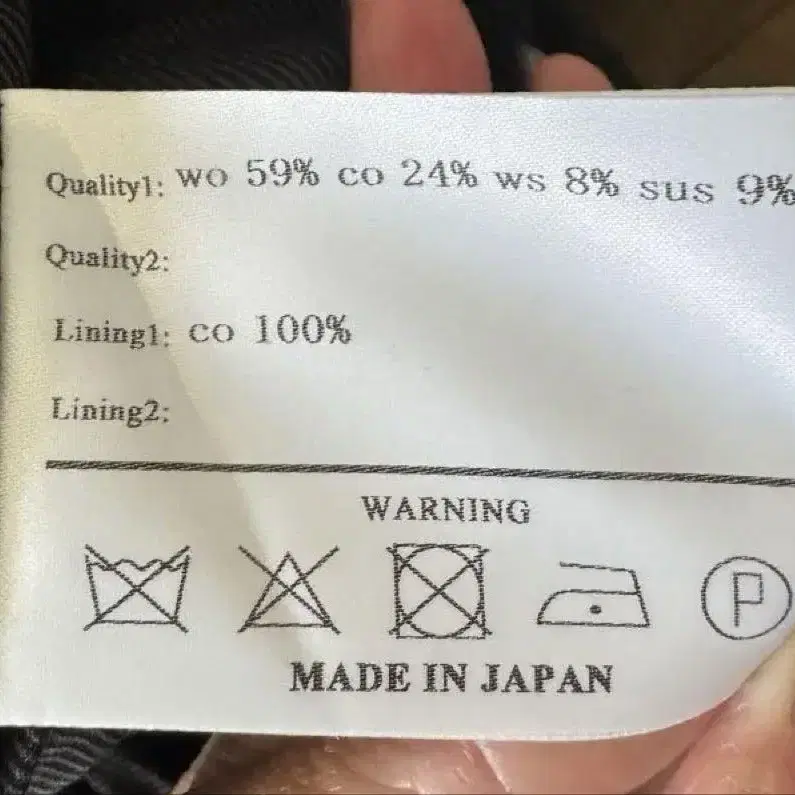 Quality1: wo 59% co 24% ws 8% sus 9%
Quality2:
Lining1: co 100%
Lining2:
WARNING
P
MADE IN JAPAN